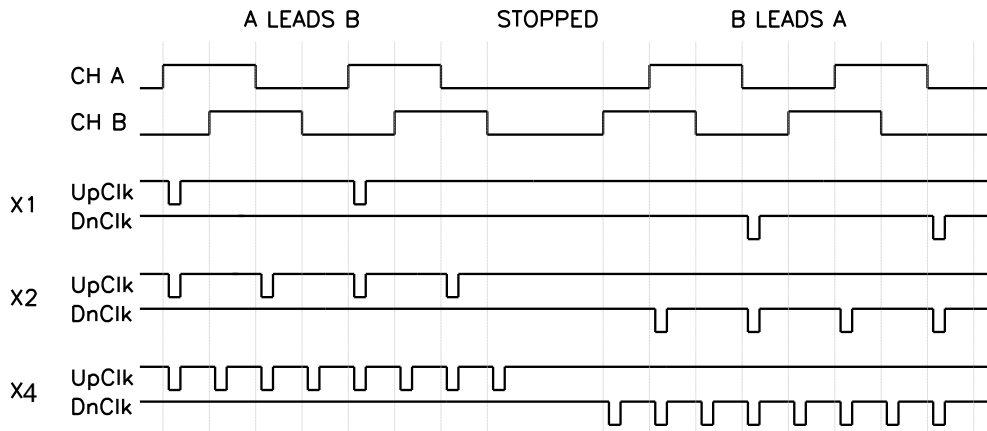 A LEADS B STOPPED B LEADS A
CH A
CH B
X1
UpClk
DnClk
X2
UpClk
DnClk
X4
UpClk
DnClk